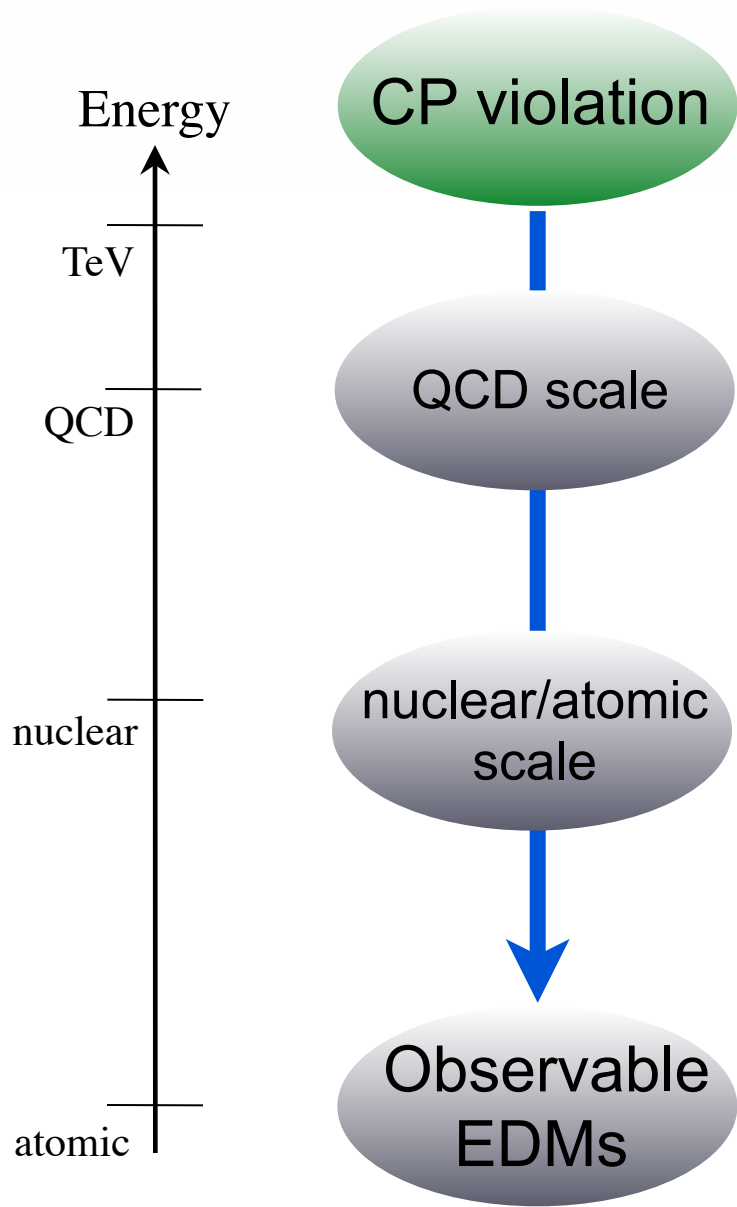 Energy
TeV
QCD
nuclear
atomic
CP violation
QCD scale
nuclear/atomic
scale
Observable
EDMs